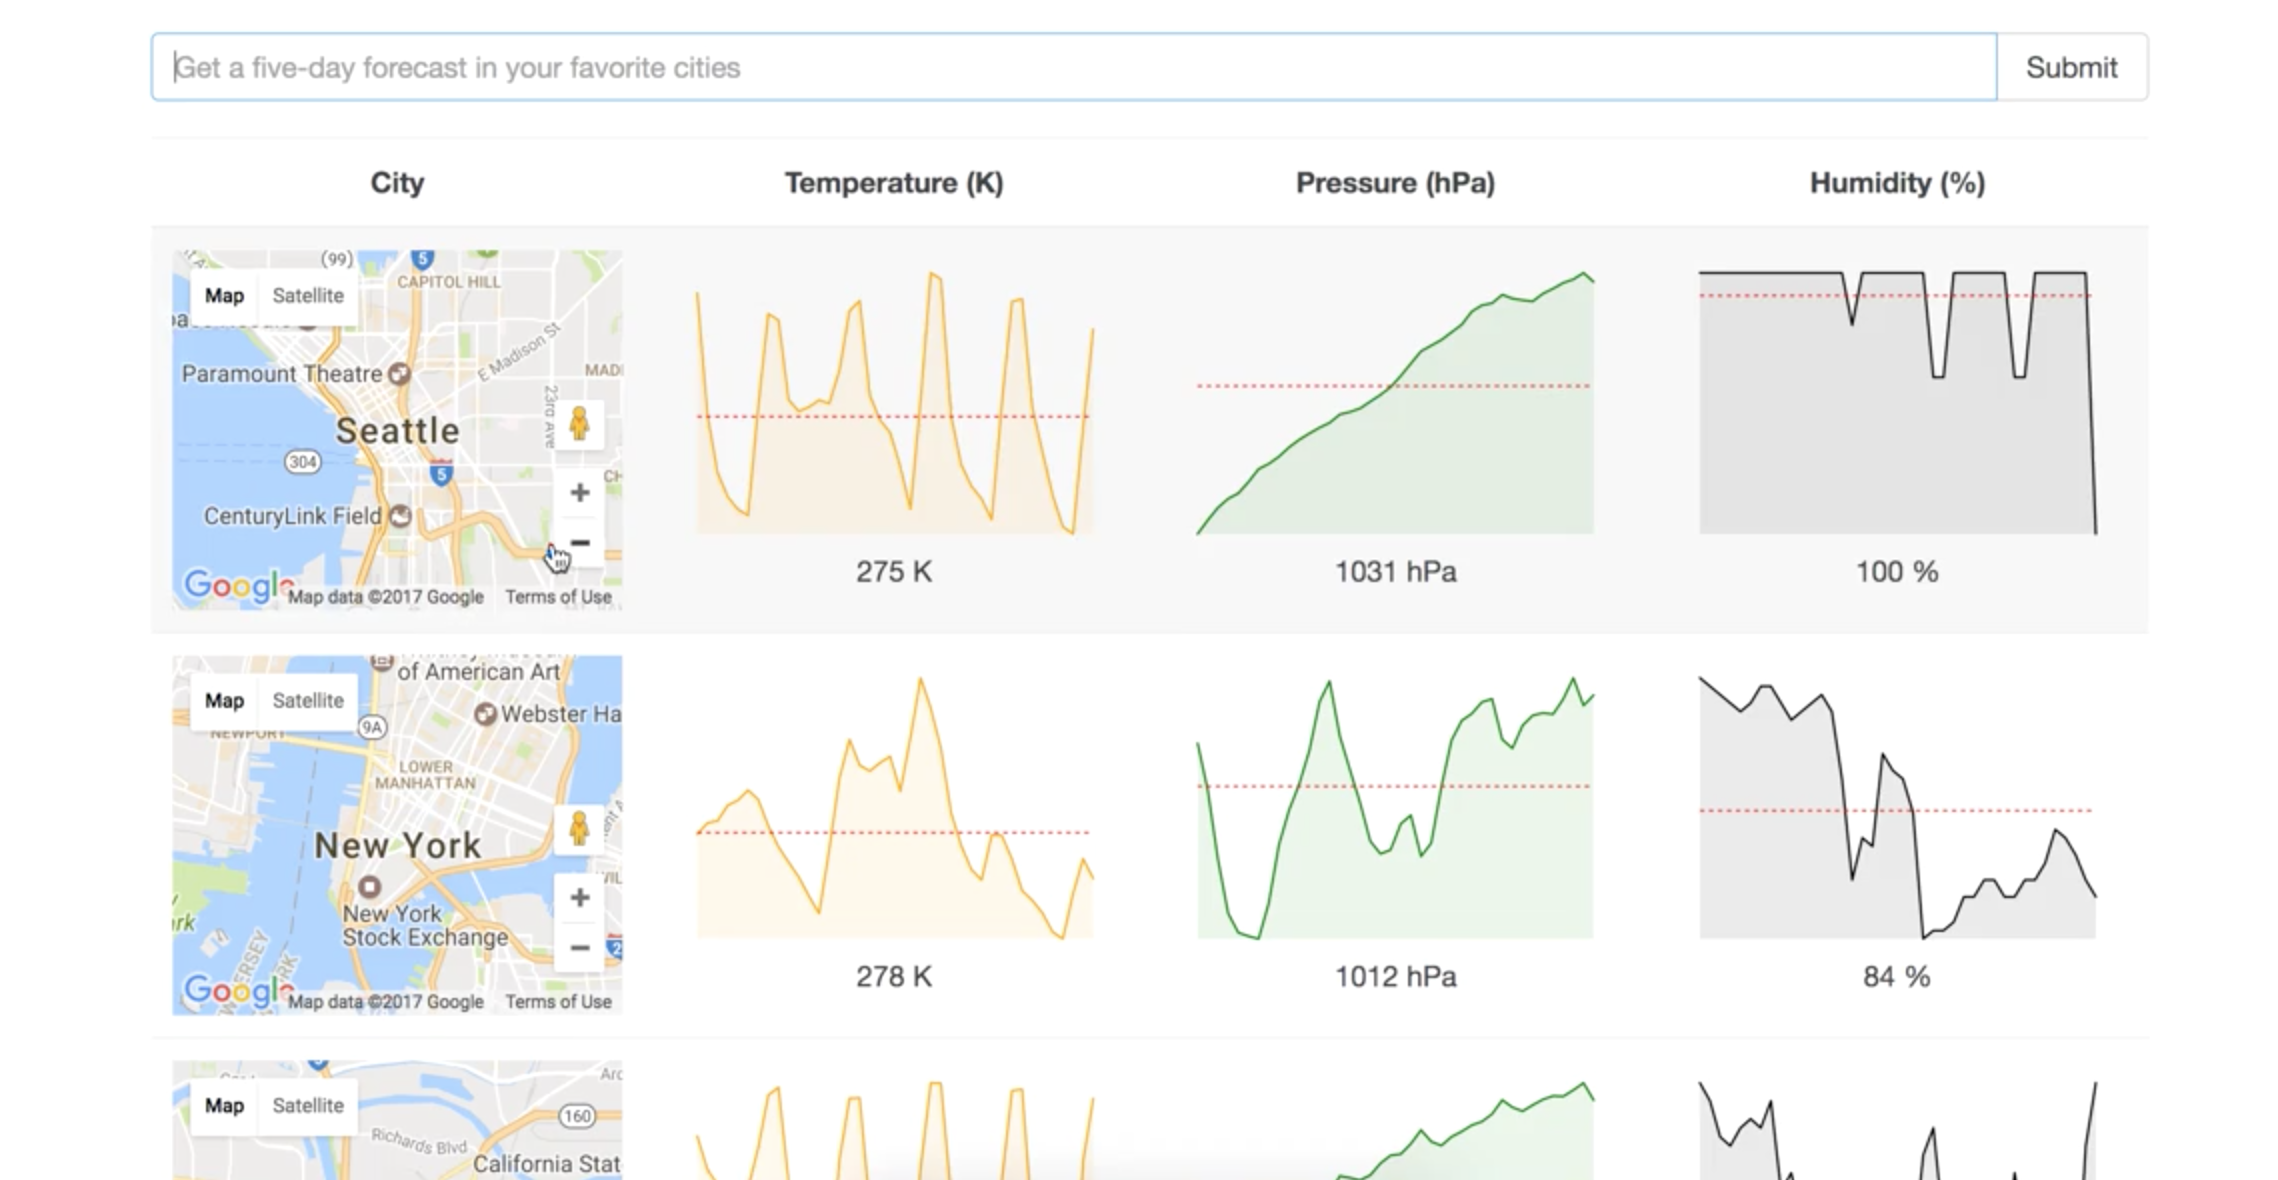 Get a five-day forecast in your favorite cities
Submit
City
Temperature (K)
Pressure (hPa)
Humidity (%)
(99)
5
CAPITOL HILL
Map
Satellite
E Madison St
Paramount Theatre
MADI
23rd Ave
Seattle
304
5
CH
CenturyLink Field
Google
Map data ©2017 Google
Terms of Use
275 K
1031 hPa
100 %
of American Art
Map
Satellite
Webster Ha
9A
NEWPORT
LOWER
MANHATTAN
New York
New York
Stock Exchange
ERSEY
RK
Google
Map data ©2017 Google
Terms of Use
278 K
1012 hPa
84 %
Map
Satellite
160
Richards Blvd
California Stat